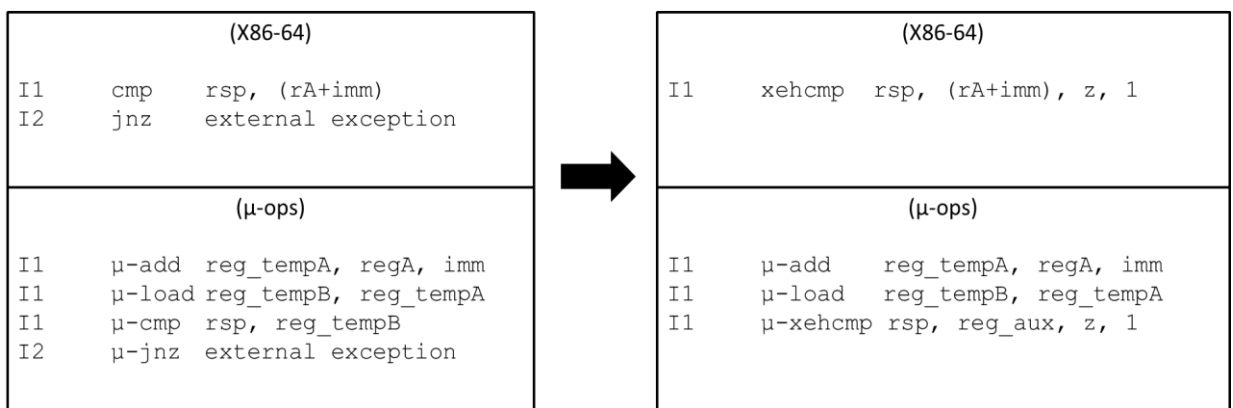 (X86-64)
I1 cmp rsp, (rA+imm)
I2 jnz external exception
(µ-ops)
I1 µ-add reg_tempA, regA, imm
I1 µ-load reg_tempB, reg_tempA
I1 µ-cmp rsp, reg_tempB
I2 µ-jnz external exception
(X86-64)
I1 xehcmp rsp, (rA+imm), z, 1
(µ-ops)
I1 µ-add reg_tempA, regA, imm
I1 µ-load reg_tempB, reg_tempA
I1 µ-xehcmp rsp, reg_aux, z, 1